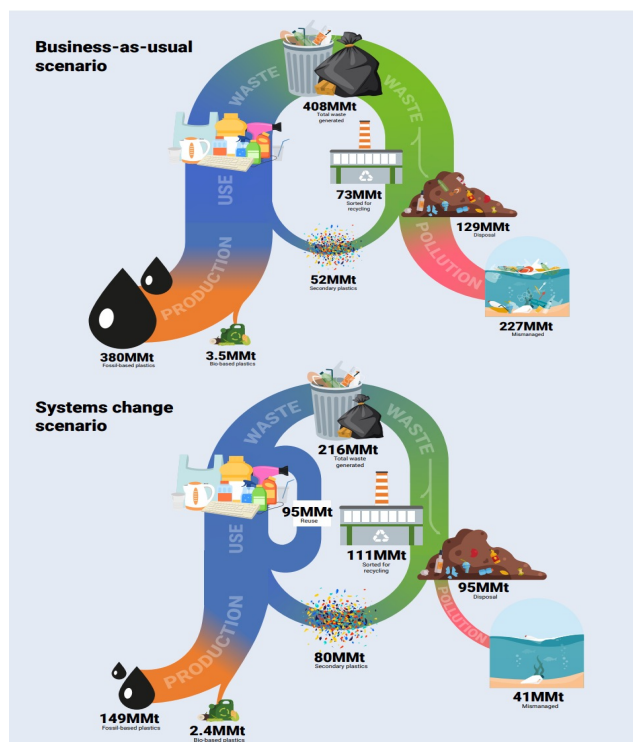 Business-as-usual
scenario
WASTE
WASTE
408MMt
Total waste
generated
73MMt
Sorted for
recycling
USE
129MMt
Disposal
52MMt
Secondary plastics
POLLUTION
PRODUCTION
227MMt
Mismanaged
380MMt
Fossil-based plastics
3.5MMt
Bio-based plastics
Systems change
scenario
WASTE
WASTE
216MMt
Total waste
generated
95MMt
Reuse
111MMt
Sorted for
recycling
USE
95MMt
Disposal
POLLUTION
PRODUCTION
80MMt
Secondary plastics
41MMt
Mismanaged
149MMt
Fossil-based plastics
2.4MMt
Bio-based plastics